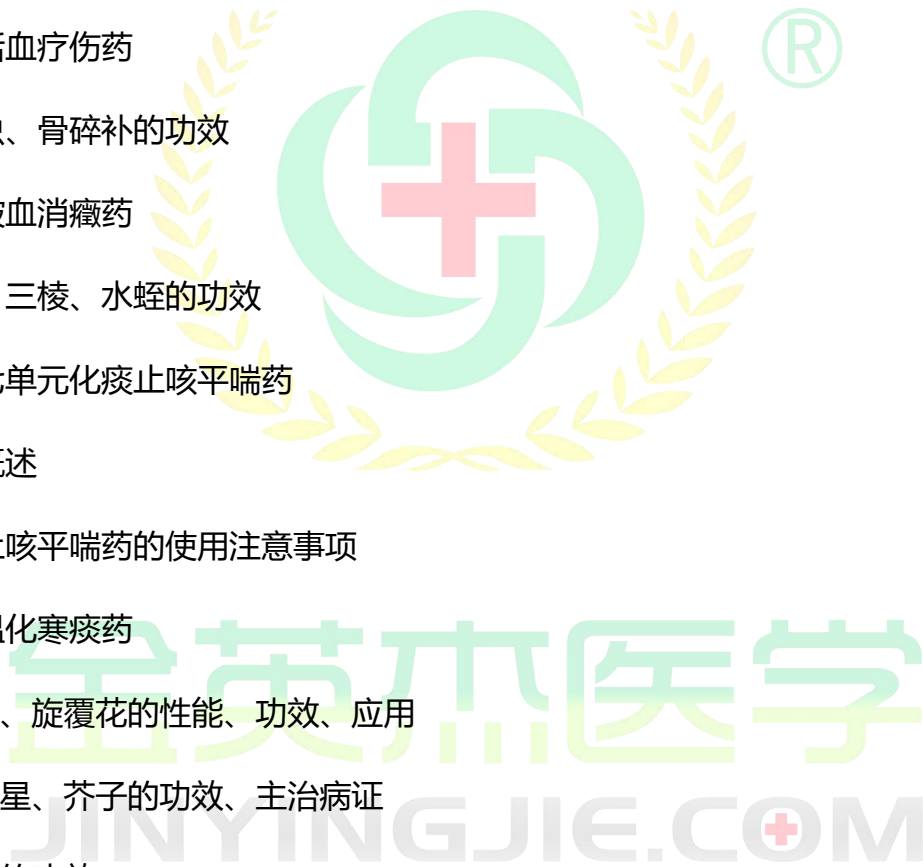 血疗伤药
、骨碎补的功效
血消癥药
三棱、水蛭的功效
单元化痰止咳平喘药
述
咳平喘药的使用注意事项
化寒痰药
、旋覆花的性能、功效、应用
星、芥子的功效、主治病证
金英杰医学
JINYINGJIE.COM
®